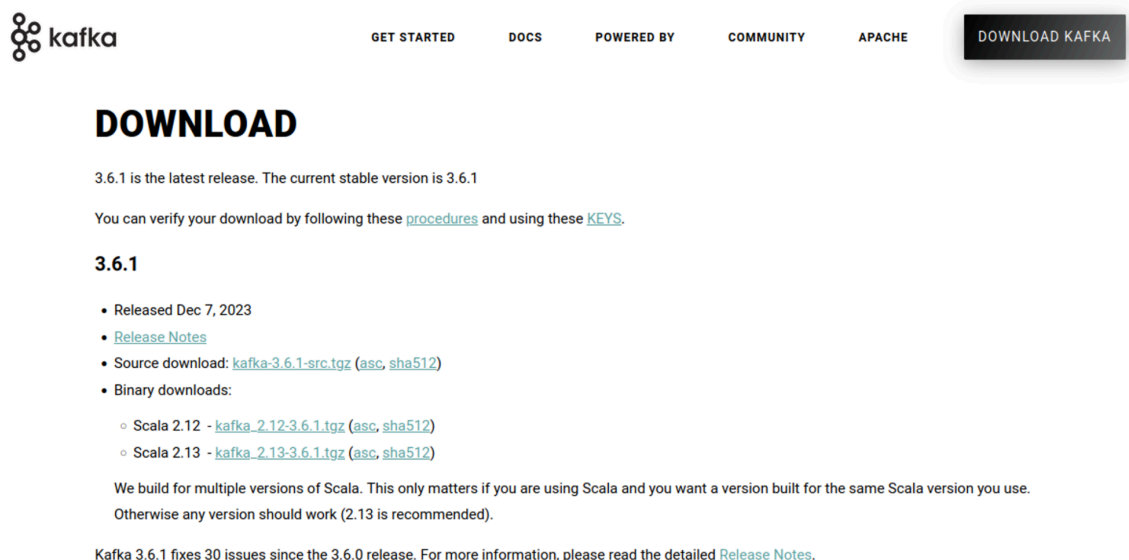 kafka
GET STARTED DOCS POWERED BY COMMUNITY APACHE DOWNLOAD KAFKA
DOWNLOAD
3.6.1 is the latest release. The current stable version is 3.6.1
You can verify your download by following these procedures and using these KEYS.
3.6.1
• Released Dec 7, 2023
• Release Notes
• Source download: kafka-3.6.1-src.tgz (asc, sha512)
• Binary downloads:
◦ Scala 2.12 - kafka_2.12-3.6.1.tgz (asc, sha512)
◦ Scala 2.13 - kafka_2.13-3.6.1.tgz (asc, sha512)
We build for multiple versions of Scala. This only matters if you are using Scala and you want a version built for the same Scala version you use.
Otherwise any version should work (2.13 is recommended).
Kafka 3.6.1 fixes 30 issues since the 3.6.0 release. For more information, please read the detailed Release Notes.